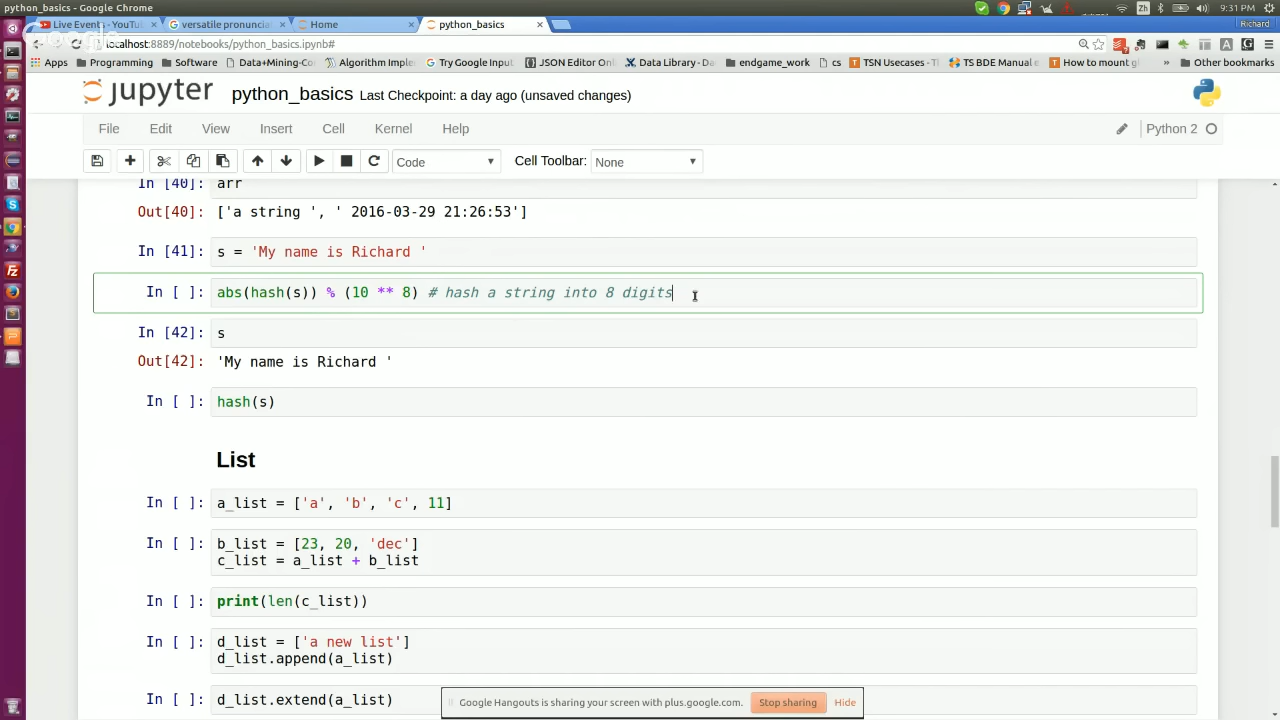 python_basics - Google Chrome
Zh
9:31 PM
Live Events - YouTub
versatile pronunciat
Home
python_basics
Richard
Google
localhost:8889/notebooks/python_basics.ipynb#
Apps
Programming
Software
Data+Mining-Co
Algorithm Imple
Try Google Input
JSON Editor Onli
Data Library - Da
endgame_work
cs
TSN Usecases - Th
TS BDE Manual e
How to mount g
»
Other bookmarks
jupyter python_basics Last Checkpoint: a day ago (unsaved changes)
File Edit View Insert Cell Kernel Help
Python 2
Code
Cell Toolbar: None
In [40]: arr
Out[40]: ['a string ', ' 2016-03-29 21:26:53']
In [41]: s = 'My name is Richard '
In [ ]: abs(hash(s)) % (10 ** 8) # hash a string into 8 digits
In [42]: s
Out[42]: 'My name is Richard '
In [ ]: hash(s)
List
In [ ]: a_list = ['a', 'b', 'c', 11]
In [ ]: b_list = [23, 20, 'dec']
c_list = a_list + b_list
In [ ]: print(len(c_list))
In [ ]: d_list = ['a new list']
d_list.append(a_list)
In [ ]: d_list.extend(a_list)
Google Hangouts is sharing your screen with plus.google.com.
Stop sharing
Hide